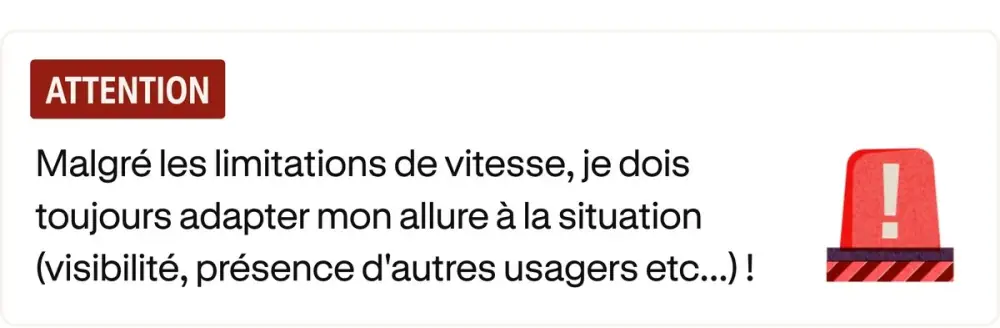 ATTENTION
Malgré les limitations de vitesse, je dois
toujours adapter mon allure à la situation
(visibilité, présence d'autres usagers etc...) !
!